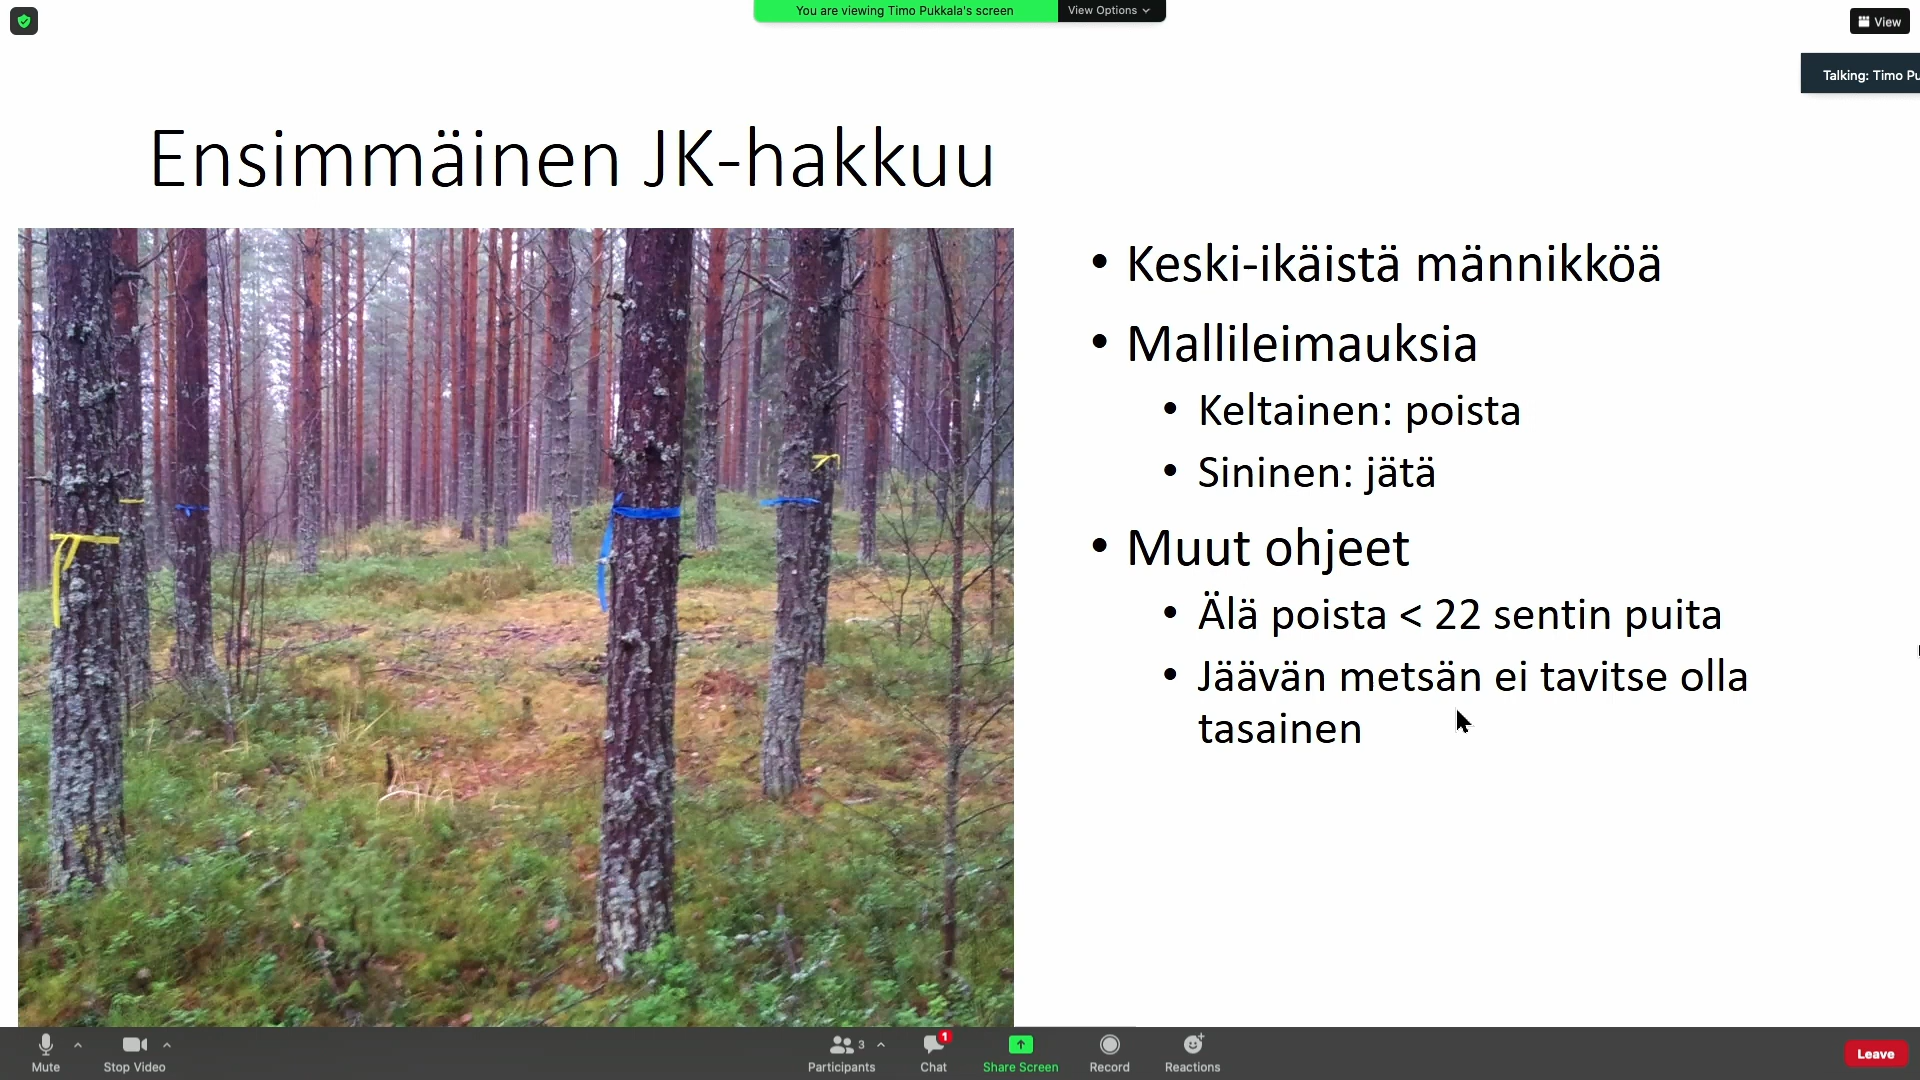 You are viewing Timo Pukkala's screen
View Options
View
Talking: Timo Pu
Ensimmäinen JK-hakkuu
• Keski-ikäistä männikköä
• Mallileimauksia
• Keltainen: poista
• Sininen: jätä
• Muut ohjeet
• Älä poista < 22 sentin puita
• Jäävän metsän ei tavitse olla
tasainen
Mute
Stop Video
3
Participants
1
Chat
Share Screen
Record
Reactions
Leave